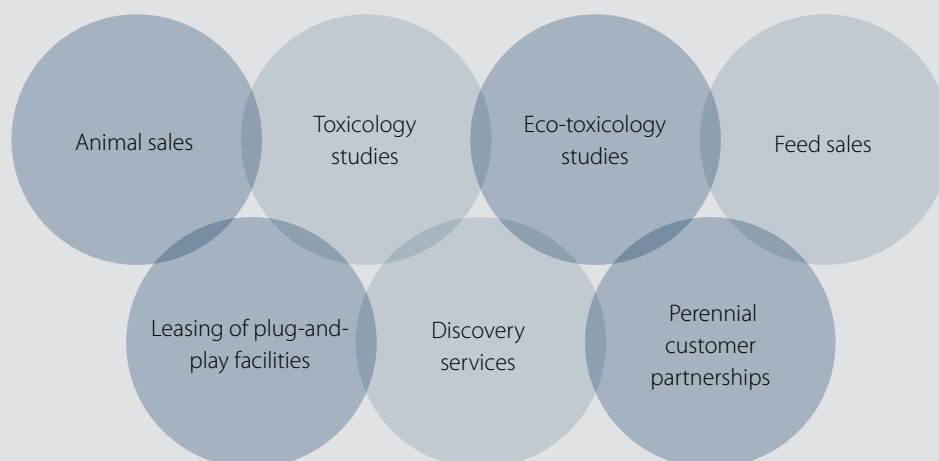 Animal sales
Toxicology
studies
Eco-toxicology
studies
Feed sales
Leasing of plug-and-
play facilities
Discovery
services
Perennial
customer
partnerships